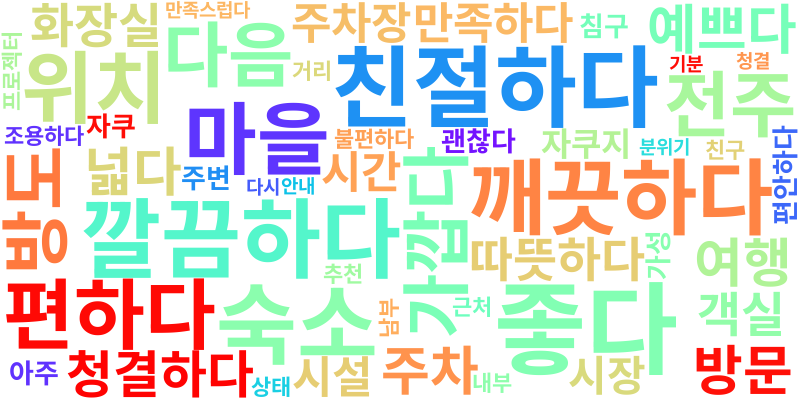 화장실
만족스럽다
주차장
만족하다
침구
예쁘다
다음
위치
프로젝터
거리
친절하다
기분
청결
전주
조용하다
자쿠
마을
불편하다
괜찮다
자쿠지
분위기
친구
편안하다
넓다
주변
다시
안내
시간
가깝다
깨끗하다
방도
깔끔하다
따뜻하다
가성
여행
추천
편하다
숙소
남부
근처
좋다
객실
아주
청결하다
상태
시설
주차
내부
시장
방문